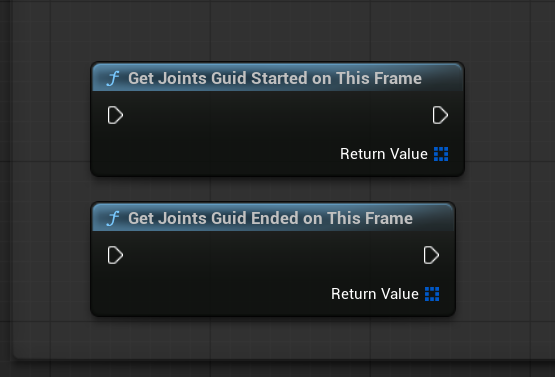 Get Joints Guid Started on This Frame
Return Value
Get Joints Guid Ended on This Frame
Return Value